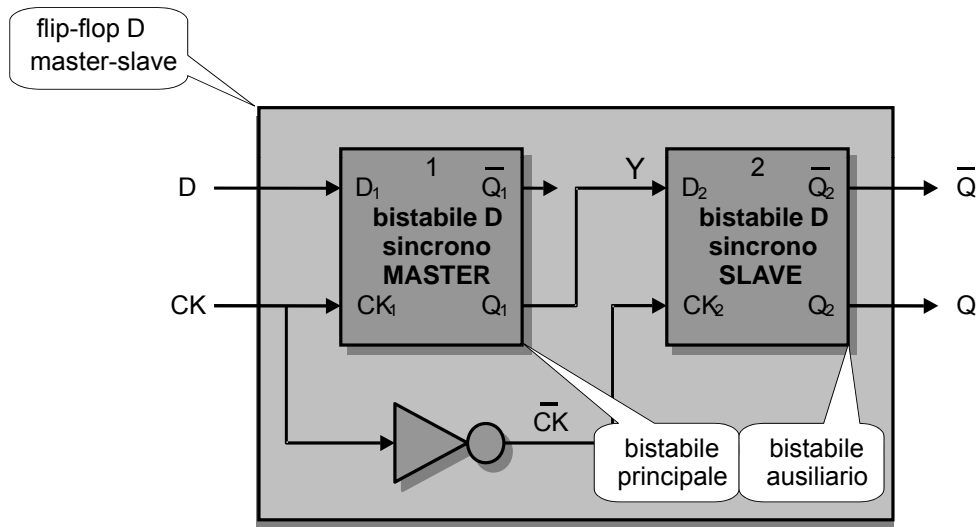 flip-flop D
master-slave
D
CK
1
D₁
Q̅₁
bistabile D
sincrono
MASTER
CK₁
Q₁
Y
2
D₂
Q̅₂
bistabile D
sincrono
SLAVE
CK₂
Q₂
Q̅
Q
C̅K̅
bistabile
principale
bistabile
ausiliario